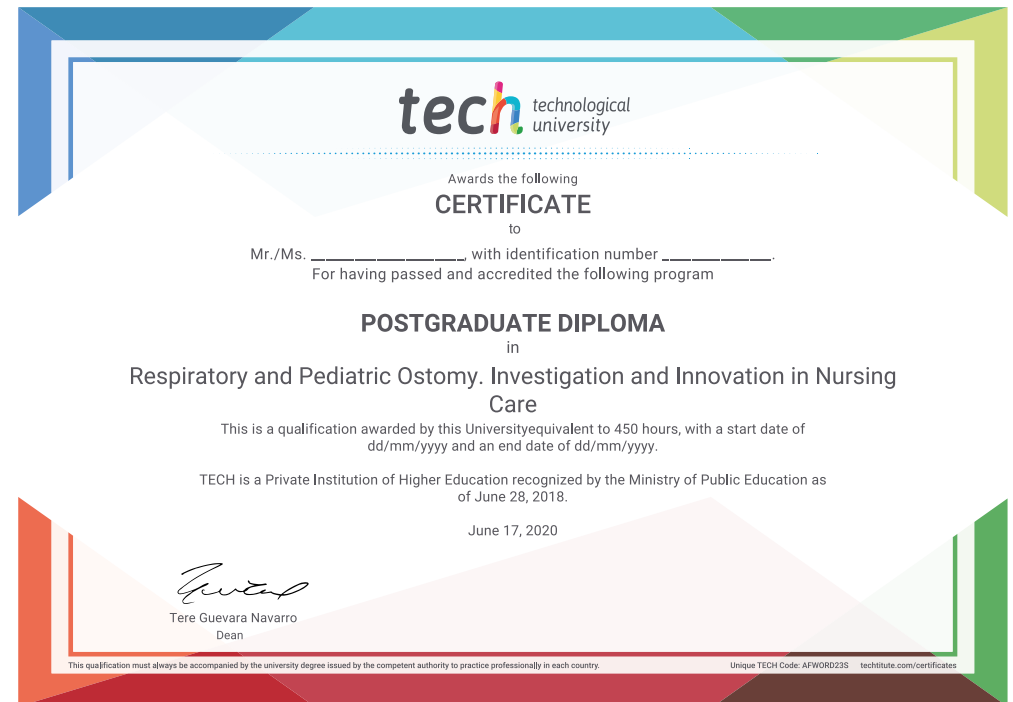 tech technological
university
Awards the following
CERTIFICATE
to
Mr./Ms. __________________, with identification number _____________.
For having passed and accredited the following program
POSTGRADUATE DIPLOMA
in
Respiratory and Pediatric Ostomy. Investigation and Innovation in Nursing
Care
This is a qualification awarded by this Universityequivalent to 450 hours, with a start date of
dd/mm/yyyy and an end date of dd/mm/yyyy.
TECH is a Private Institution of Higher Education recognized by the Ministry of Public Education as
of June 28, 2018.
June 17, 2020
Tere Guevara Navarro
Dean
This qualification must always be accompanied by the university degree issued by the competent authority to practice professionally in each country. Unique TECH Code: AFWORD23S techtitute.com/certificates